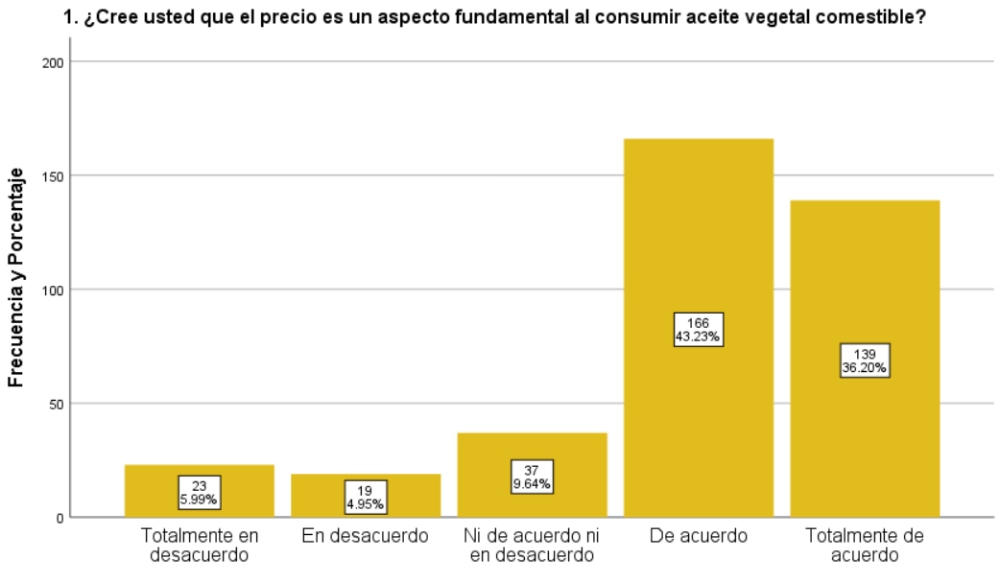 1. ¿Cree usted que el precio es un aspecto fundamental al consumir aceite vegetal comestible?
Frecuencia y Porcentaje
200
150
100
50
0
23
5.99%
19
4.95%
37
9.64%
166
43.23%
139
36.20%
Totalmente en
desacuerdo
En desacuerdo
Ni de acuerdo ni
en desacuerdo
De acuerdo
Totalmente de
acuerdo